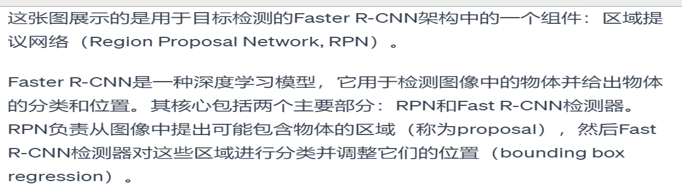 这张图展示的是用于目标检测的Faster R-CNN架构中的一个组件：区域提
议网络（Region Proposal Network, RPN）。
Faster R-CNN是一种深度学习模型，它用于检测图像中的物体并给出物体
的分类和位置。其核心包括两个主要部分：RPN和Fast R-CNN检测器。
RPN负责从图像中提出可能包含物体的区域（称为proposal），然后Fast
R-CNN检测器对这些区域进行分类并调整它们的位置（bounding box
regression）。